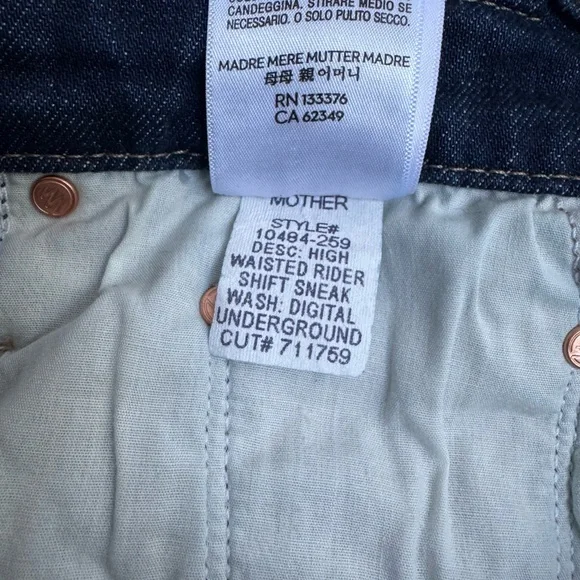 CANDEGGINA. STIRARE MEDIO SE
NECESSARIO. O SOLO PULITO SECCO.
MADRE MERE MUTTER MADRE
母母 親 어머니
RN 133376
CA 62349
MOTHER
STYLE#
10484-259
DESC: HIGH
WAISTED RIDER
SHIFT SNEAK
WASH: DIGITAL
UNDERGROUND
CUT# 711759